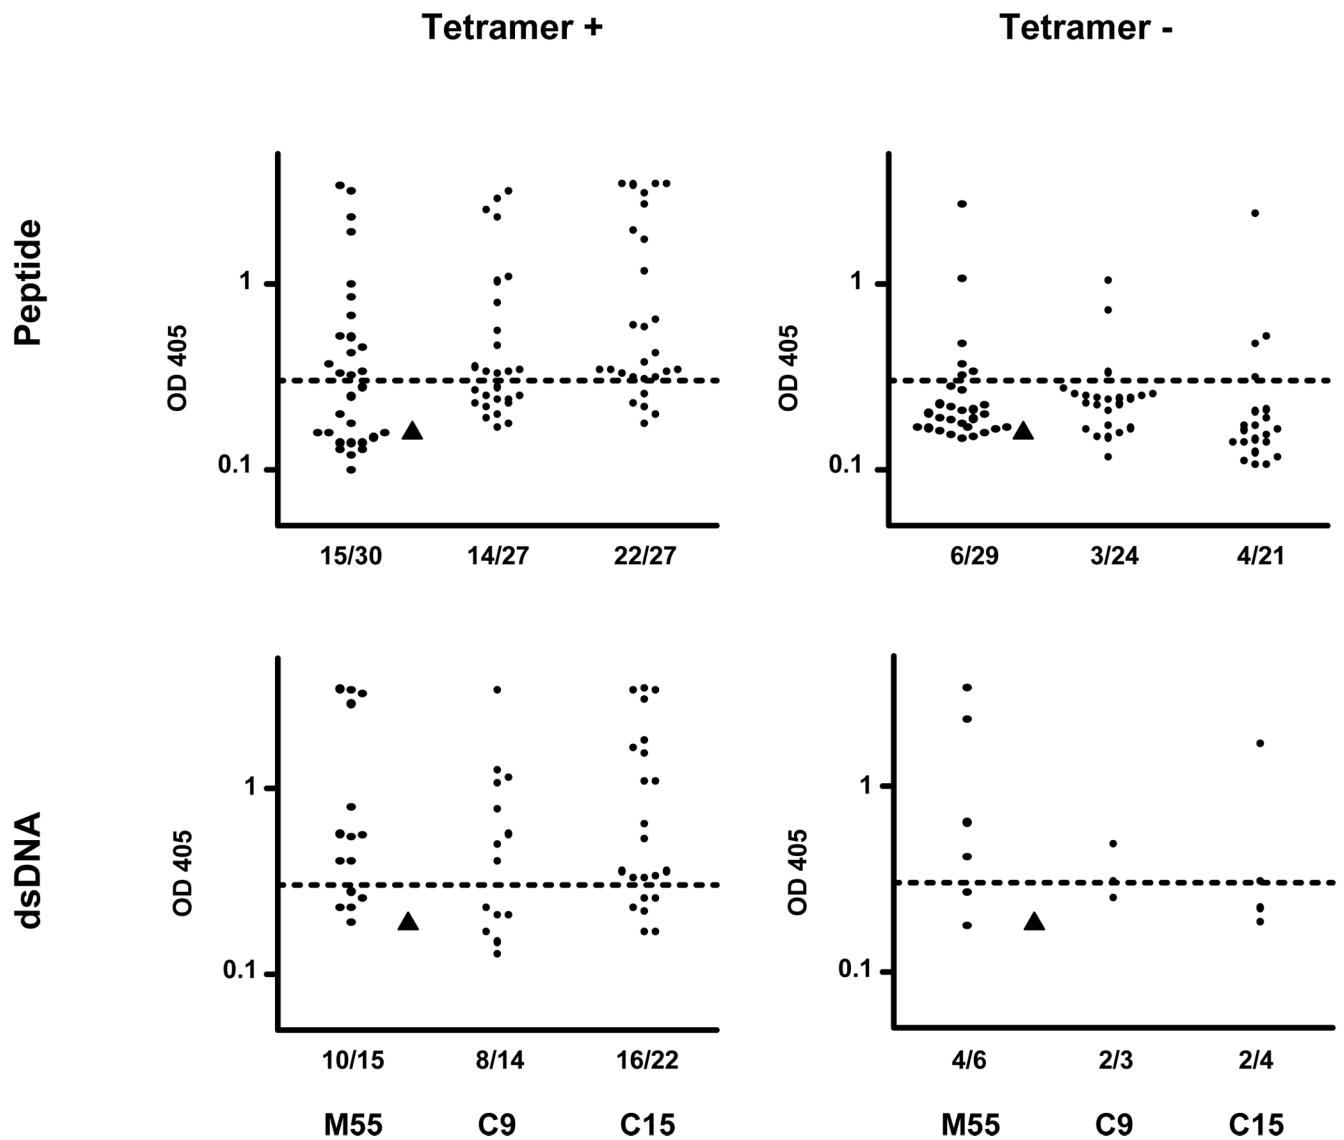 Tetramer + Tetramer -
Peptide
OD 405
1
0.1
15/30 14/27 22/27
OD 405
1
0.1
6/29 3/24 4/21
dsDNA
OD 405
1
0.1
10/15 8/14 16/22
M55 C9 C15
OD 405
1
0.1
4/6 2/3 2/4
M55 C9 C15